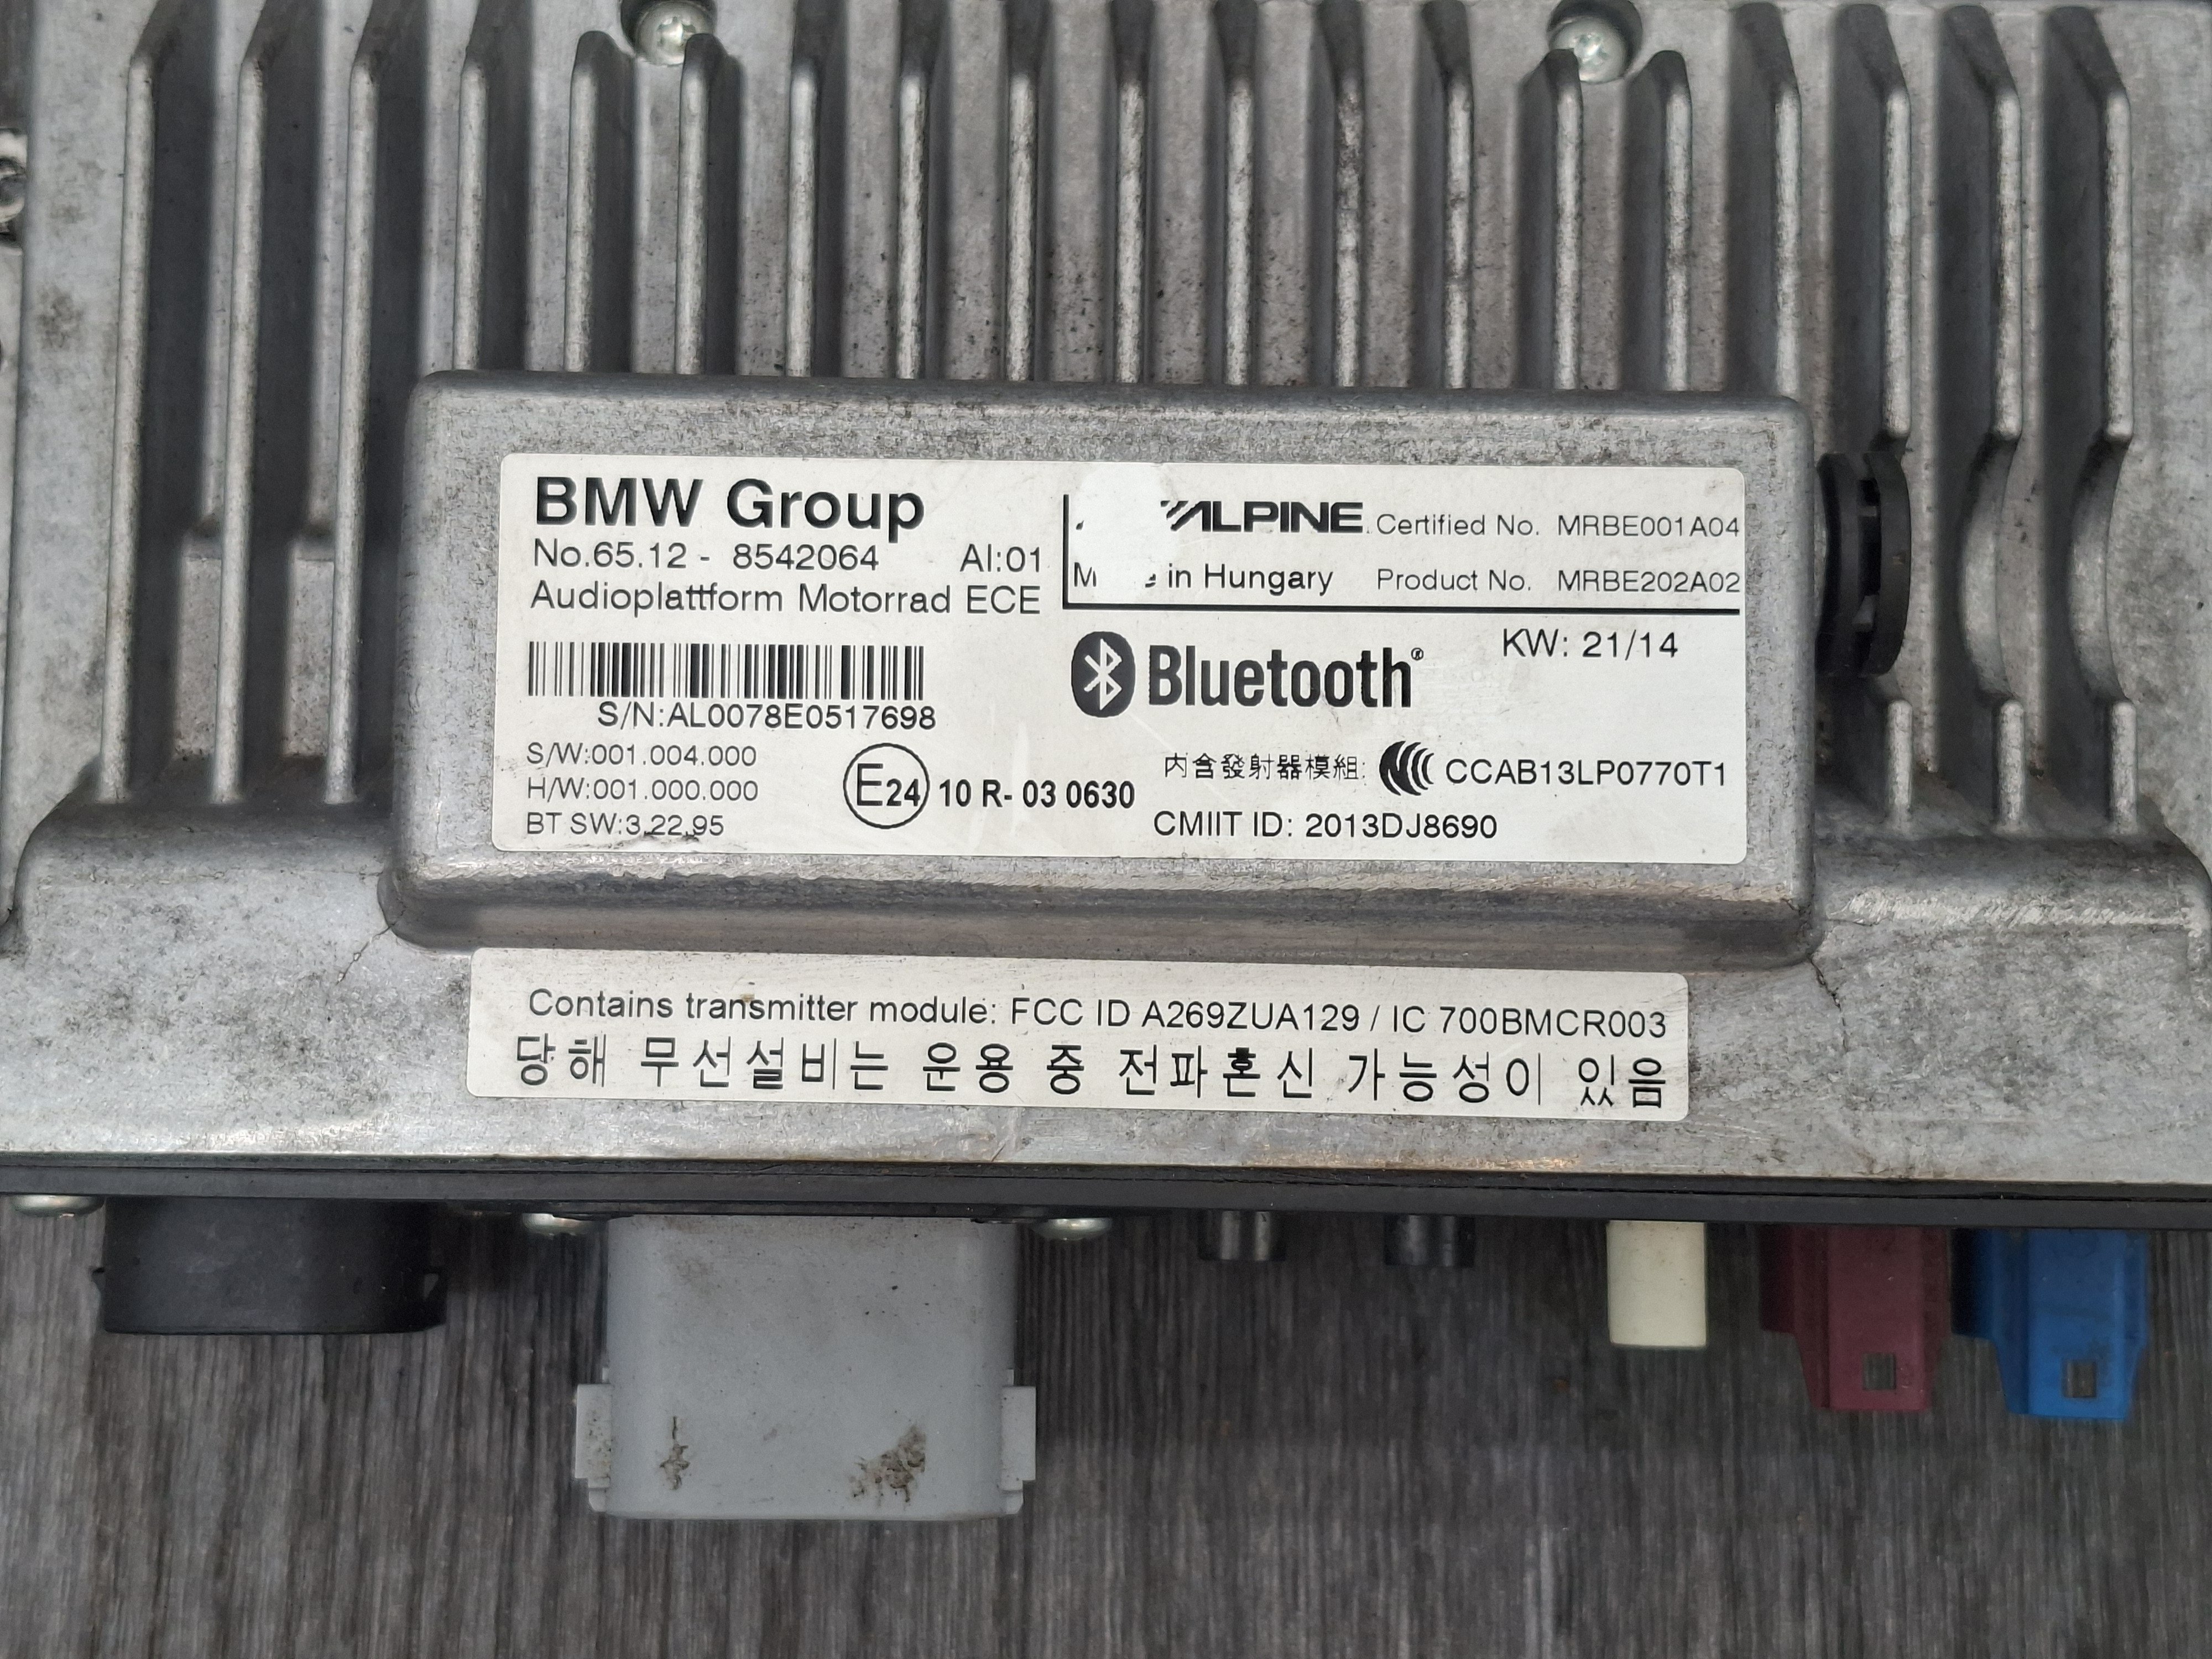 BMW Group
No.65.12 - 8542064 AI:01
Audioplattform Motorrad ECE
S/N:AL0078E0517698
S/W:001.004.000
H/W:001.000.000
BT SW:3.22.95
E24 10 R- 03 0630
ALPINE Certified No. MRBE001A04
in Hungary Product No. MRBE202A02
KW: 21/14
Bluetooth®
內含發射器模組: CCAB13LP0770T1
CMIIT ID: 2013DJ8690
Contains transmitter module: FCC ID A269ZUA129 / IC 700BMCR003
당해 무선설비는 운용 중 전파혼신 가능성이 있음